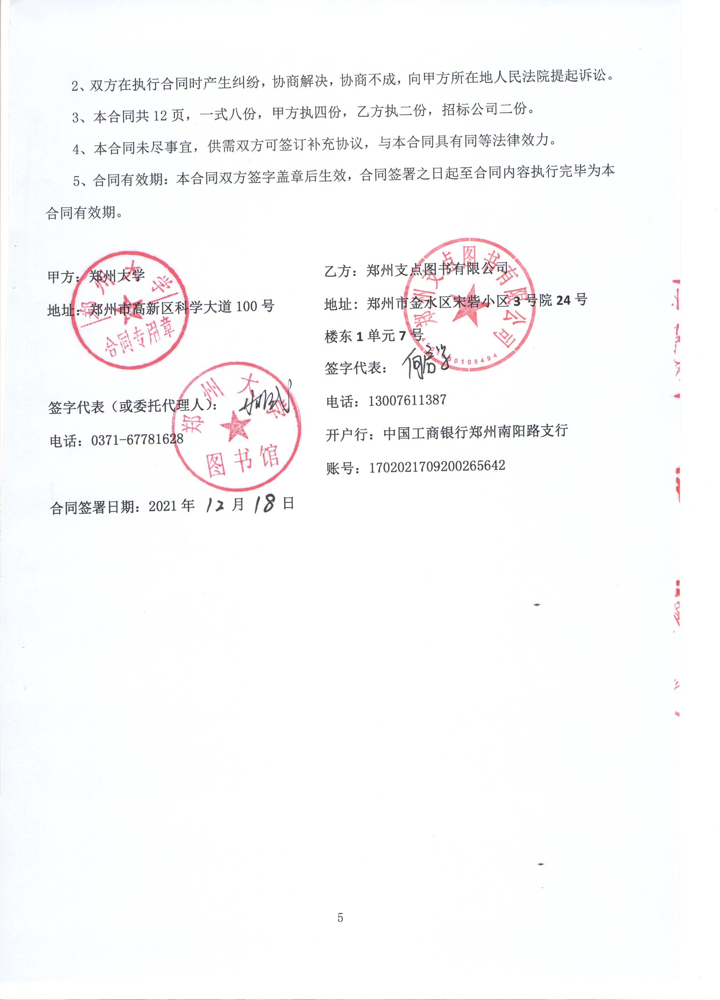 2、双方在执行合同时产生纠纷，协商解决，协商不成，向甲方所在地人民法院提起诉讼。
3、本合同共 12 页，一式八份，甲方执四份，乙方执二份，招标公司二份。
4、本合同未尽事宜，供需双方可签订补充协议，与本合同具有同等法律效力。
5、合同有效期：本合同双方签字盖章后生效，合同签署之日起至合同内容执行完毕为本
合同有效期。
甲方：郑州大学
地址：郑州市高新区科学大道 100 号
郑州大学
合同专用章
签字代表（或委托代理人）：
电话：0371-67781628
郑州大学
图书馆
合同签署日期：2021 年 12 月 18 日
乙方：郑州支点图书有限公司
地址：郑州市金水区宋砦小区 3 号院 24 号
楼东 1 单元 7 号
签字代表：
电话：13007611387
开户行：中国工商银行郑州南阳路支行
账号：1702021709200265642
郑州支点图书有限公司
5